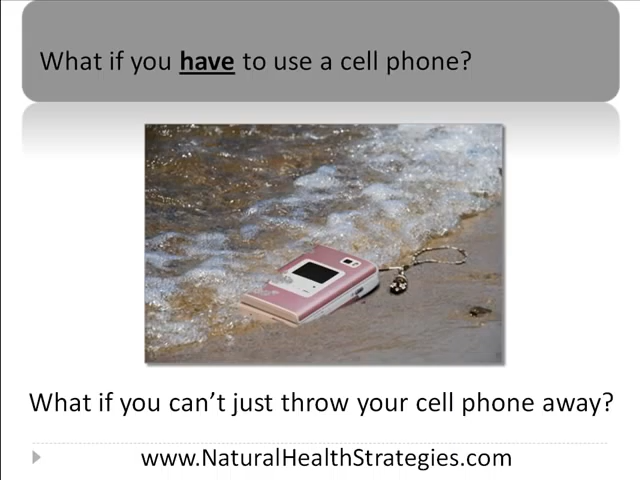 What if you have to use a cell phone?
What if you can’t just throw your cell phone away?
www.NaturalHealthStrategies.com